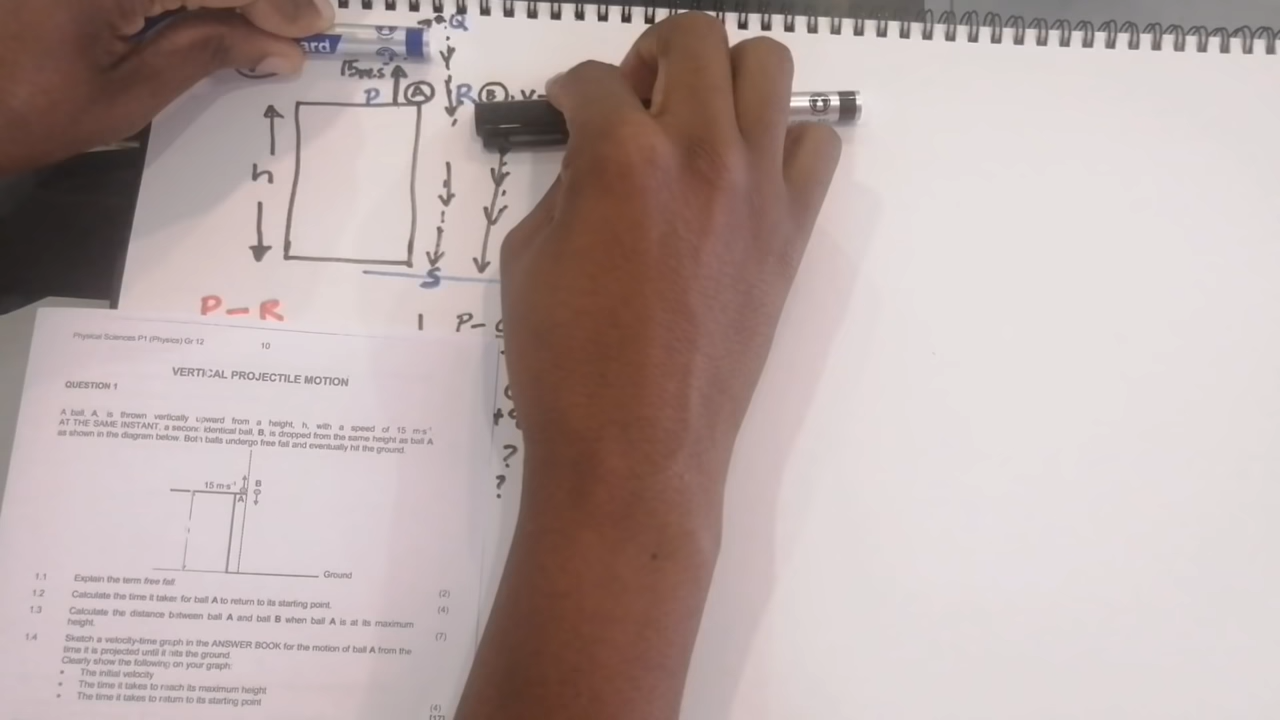 ard
Q
15m.s
P A R B . v
h
S
P-R
1 P-
?
?
Physical Sciences P1 (Physics) Gr 12
10
VERTICAL PROJECTILE MOTION
QUESTION 1
A ball, A, is thrown vertically upward from a height, h, with a speed of 15 m·s⁻
AT THE SAME INSTANT, a second identical ball, B, is dropped from the same height as ball A
as shown in the diagram below. Both balls undergo free fall and eventually hit the ground.
15 m·s⁻¹
B
A
Ground
1.1 Explain the term free fall (2)
1.2 Calculate the time it takes for ball A to return to its starting point. (4)
1.3 Calculate the distance between ball A and ball B when ball A is at its maximum
height. (7)
1.4 Sketch a velocity-time graph in the ANSWER BOOK for the motion of ball A from the
time it is projected until it hits the ground.
Clearly show the following on your graph:
• The initial velocity
• The time it takes to reach its maximum height
• The time it takes to return to its starting point
(4)
[17]